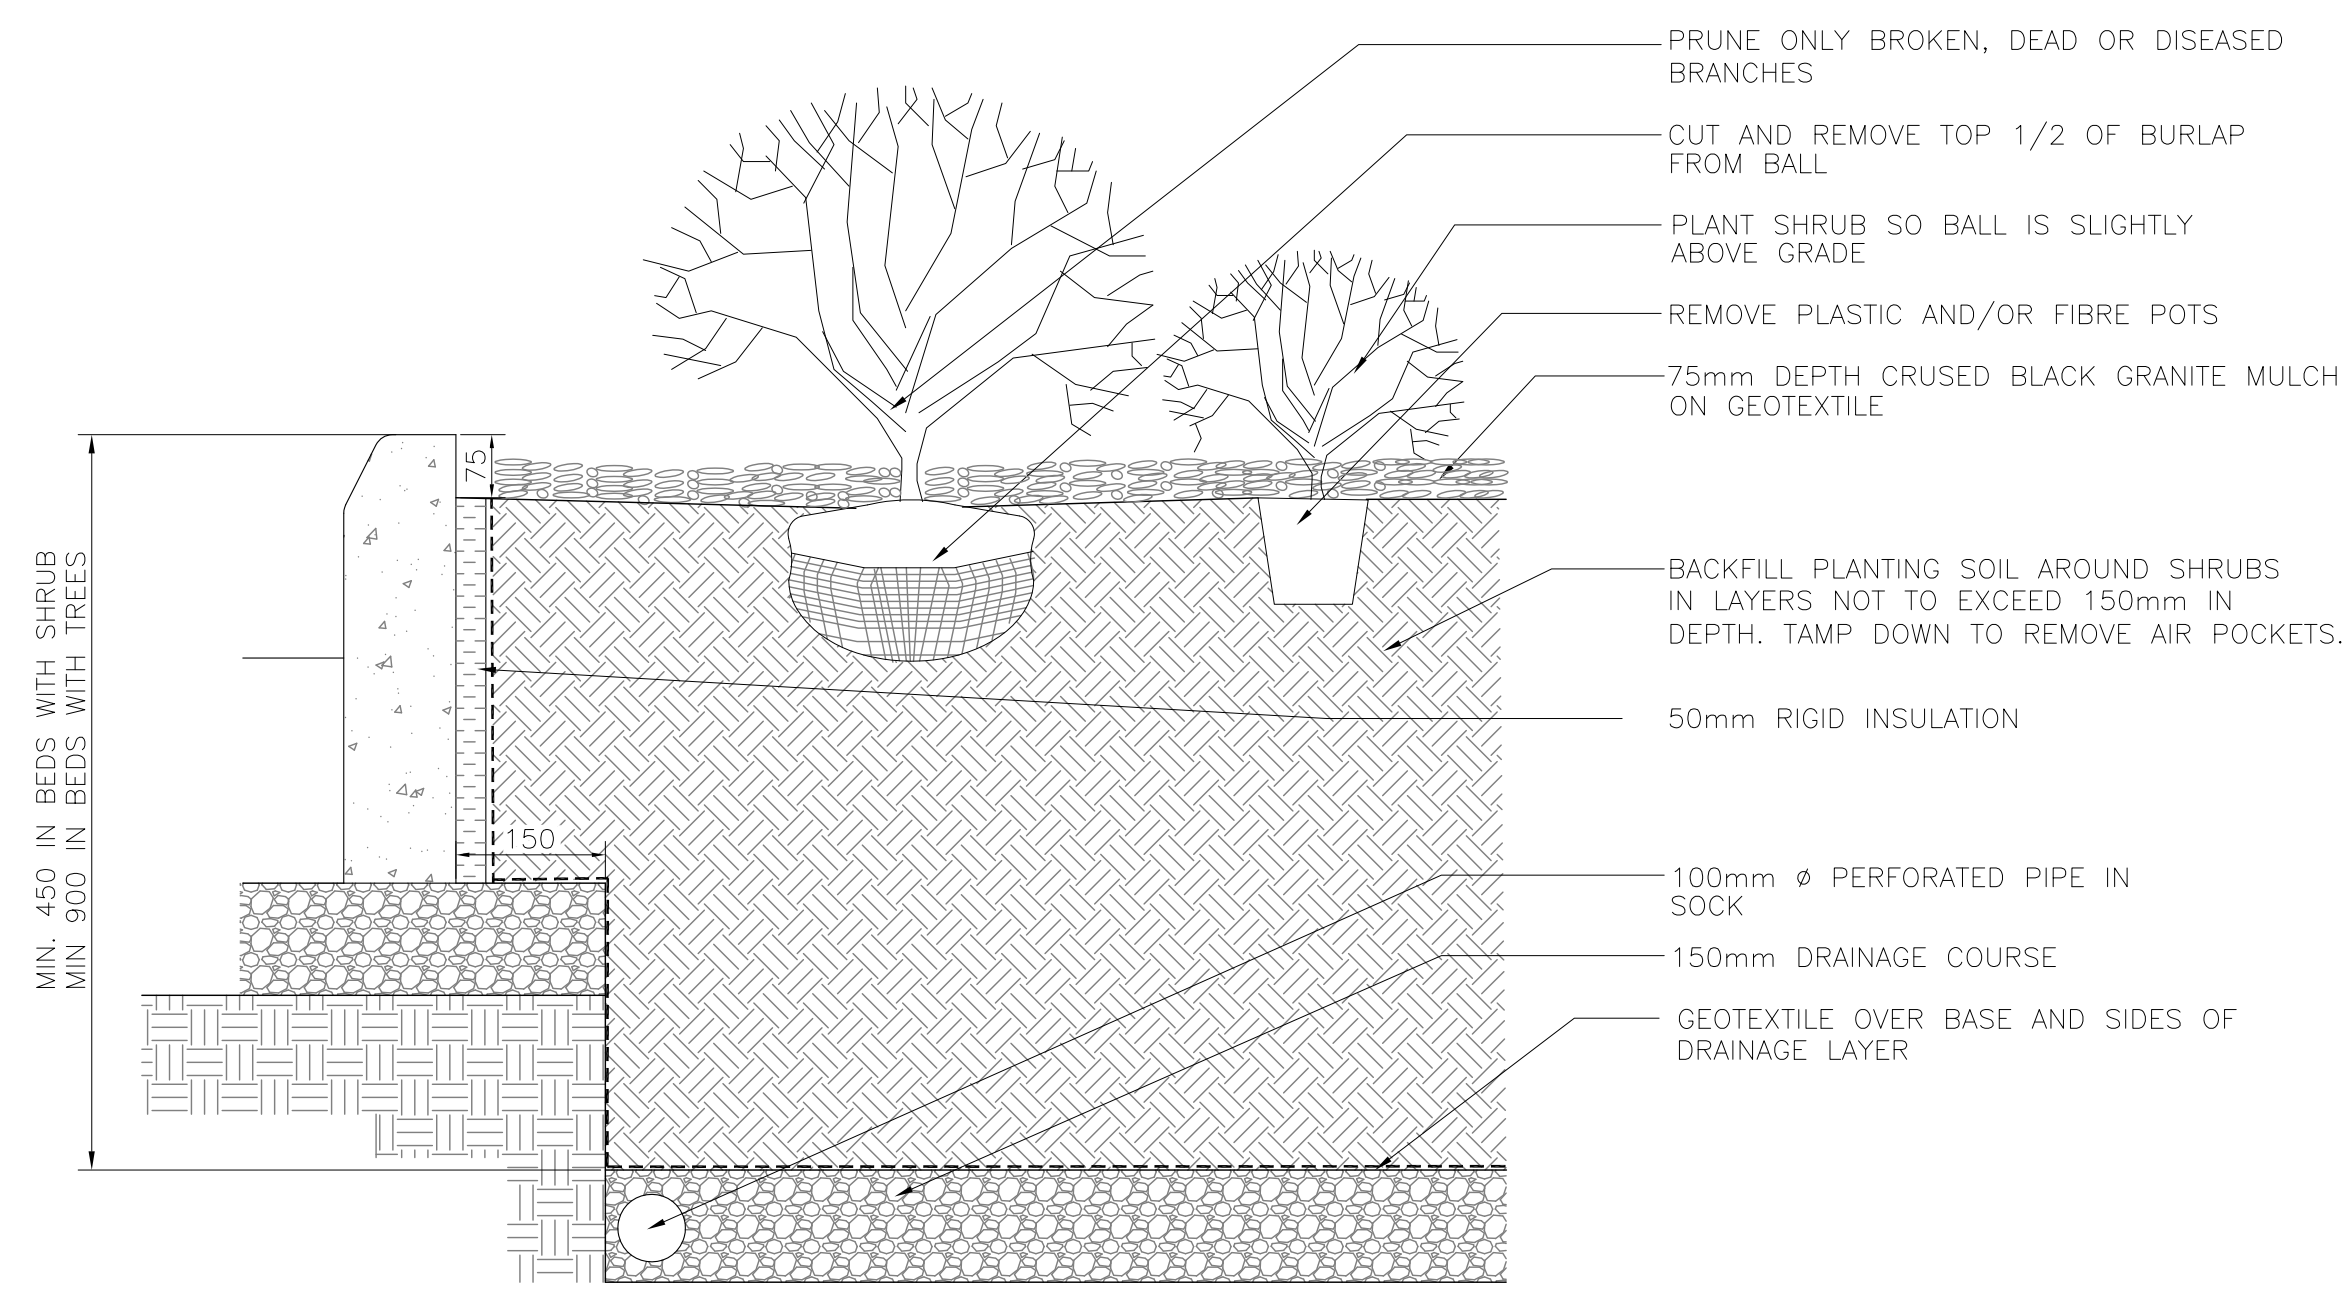 PRUNE ONLY BROKEN, DEAD OR DISEASED
BRANCHES
CUT AND REMOVE TOP 1/2 OF BURLAP
FROM BALL
PLANT SHRUB SO BALL IS SLIGHTLY
ABOVE GRADE
REMOVE PLASTIC AND/OR FIBRE POTS
75mm DEPTH CRUSED BLACK GRANITE MULCH
ON GEOTEXTILE
75
BACKFILL PLANTING SOIL AROUND SHRUBS
IN LAYERS NOT TO EXCEED 150mm IN
DEPTH. TAMP DOWN TO REMOVE AIR POCKETS.
MIN. 450 IN BEDS WITH SHRUB
MIN 900 IN BEDS WITH TREES
50mm RIGID INSULATION
150
100mm Ø PERFORATED PIPE IN
SOCK
150mm DRAINAGE COURSE
GEOTEXTILE OVER BASE AND SIDES OF
DRAINAGE LAYER